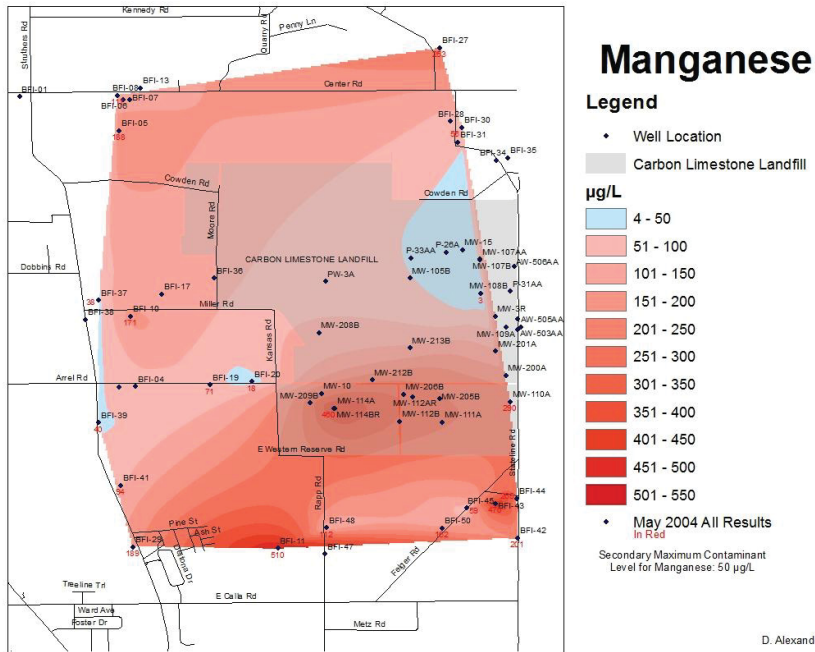 Manganese
Legend
Well Location
Carbon Limestone Landfill
µg/L
4 - 50
51 - 100
101 - 150
151 - 200
201 - 250
251 - 300
301 - 350
351 - 400
401 - 450
451 - 500
501 - 550
May 2004 All Results
In Red
Secondary Maximum Contaminant
Level for Manganese: 50 µg/L
D. Alexand
Kennedy Rd
Struthers Rd
Quarry Rd
Penny Ln
BFI-27
BFI-01
BFI-08
BFI-13
BFI-07
BFI-06
Center Rd
BFI-05
188
BFI-28
BFI-30
BFI-31
BFI-34
BFI-35
Cowden Rd
Cowden Rd
Moore Rd
CARBON LIMESTONE LANDFILL
P-33AA
P-26A
MW-15
MW-107AA
MW-107B
AW-506AA
Dobbins Rd
BFI-36
PW-3A
MW-105B
MW-108B
3
P-31AA
BFI-37
38
BFI-17
Miller Rd
BFI-38
BFI-10
171
Kansas Rd
MW-208B
MW-3R
AW-505AA
MW-109A
AW-503AA
MW-213B
MW-201A
Arrel Rd
BFI-04
BFI-19
71
BFI-20
18
MW-212B
MW-200A
MW-209B
MW-10
MW-206B
MW-205B
MW-110A
290
MW-114A
MW-112AR
MW-114BR
MW-112B
MW-111A
BFI-39
40
E Western Reserve Rd
Stateline Rd
BFI-41
94
Rapp Rd
BFI-44
BFI-43
BFI-50
Pine St
Ash St
BFI-48
112
BFI-42
BFI-29
189
BFI-11
510
BFI-47
Felger Rd
Treeline Trl
E Calla Rd
Ward Ave
Foster Dr
Metz Rd